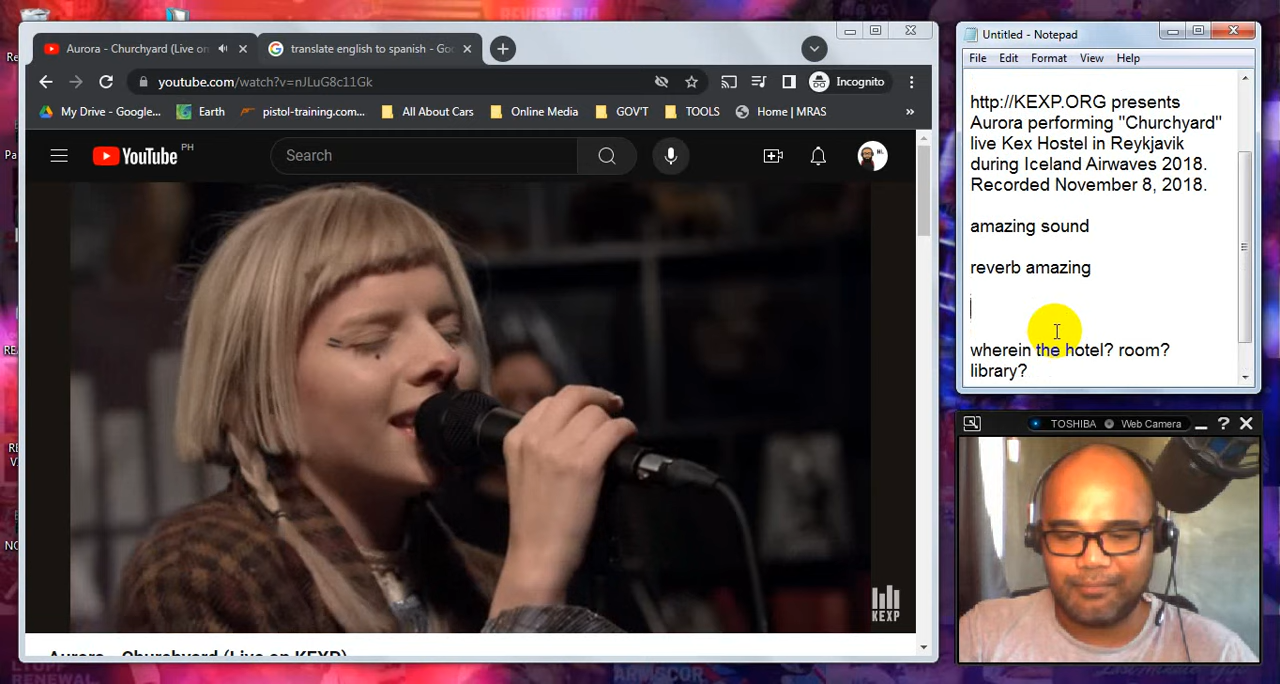 Aurora - Churchyard (Live on
translate english to spanish - Goo
youtube.com/watch?v=nJLuG8c11Gk
Incognito
My Drive - Google...
Earth
pistol-training.com...
All About Cars
Online Media
GOV'T
TOOLS
Home | MRAS
»
YouTube PH
Search
KEXP
Aurora - Churchyard (Live on KEXP)
Untitled - Notepad
File Edit Format View Help
http://KEXP.ORG presents
Aurora performing "Churchyard"
live Kex Hostel in Reykjavik
during Iceland Airwaves 2018.
Recorded November 8, 2018.
amazing sound
reverb amazing
wherein the hotel? room?
library?
TOSHIBA Web Camera
RENEWAL
ARMSCOR